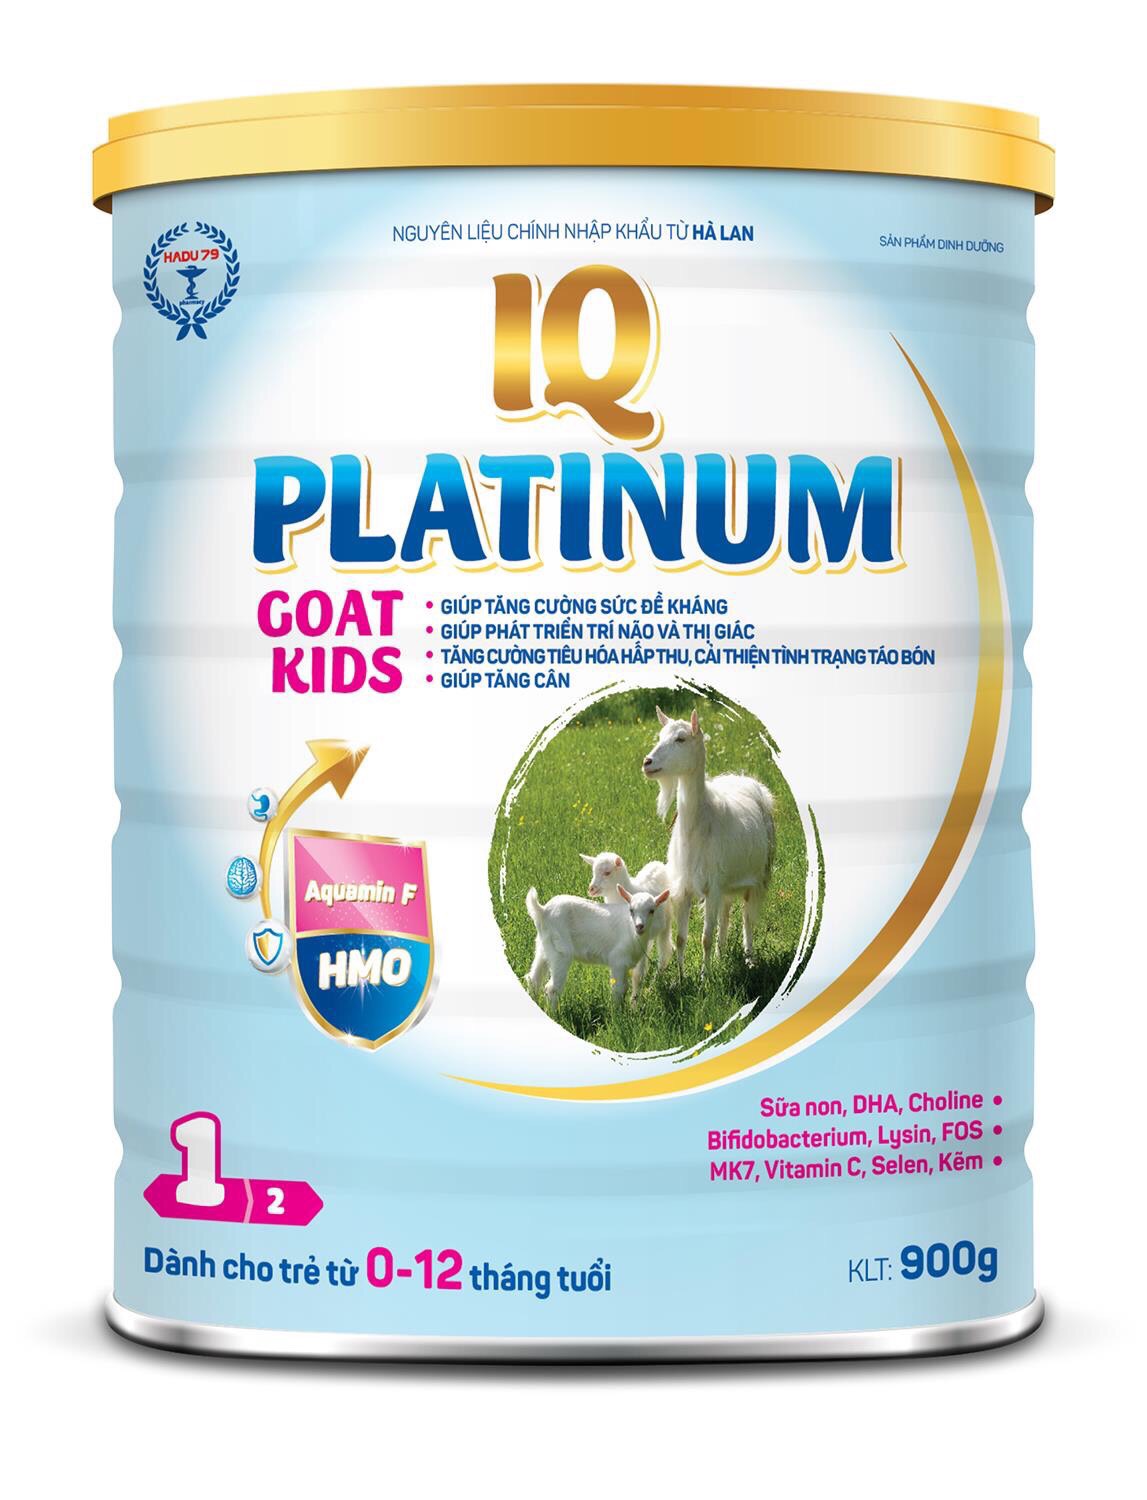 NGUYÊN LIỆU CHÍNH NHẬP KHẨU TỪ HÀ LAN
SẢN PHẨM DINH DƯỠNG
HADU 79
pharmacy
IQ
PLATINUM
GOAT
KIDS
• GIÚP TĂNG CƯỜNG SỨC ĐỀ KHÁNG
• GIÚP PHÁT TRIỂN TRÍ NÃO VÀ THỊ GIÁC
• TĂNG CƯỜNG TIÊU HÓA HẤP THU, CẢI THIỆN TÌNH TRẠNG TÁO BÓN
• GIÚP TĂNG CÂN
Aquamin F
HMO
Sữa non, DHA, Choline •
Bifidobacterium, Lysin, FOS •
MK7, Vitamin C, Selen, Kẽm •
1
2
Dành cho trẻ từ 0-12 tháng tuổi
KLT: 900g